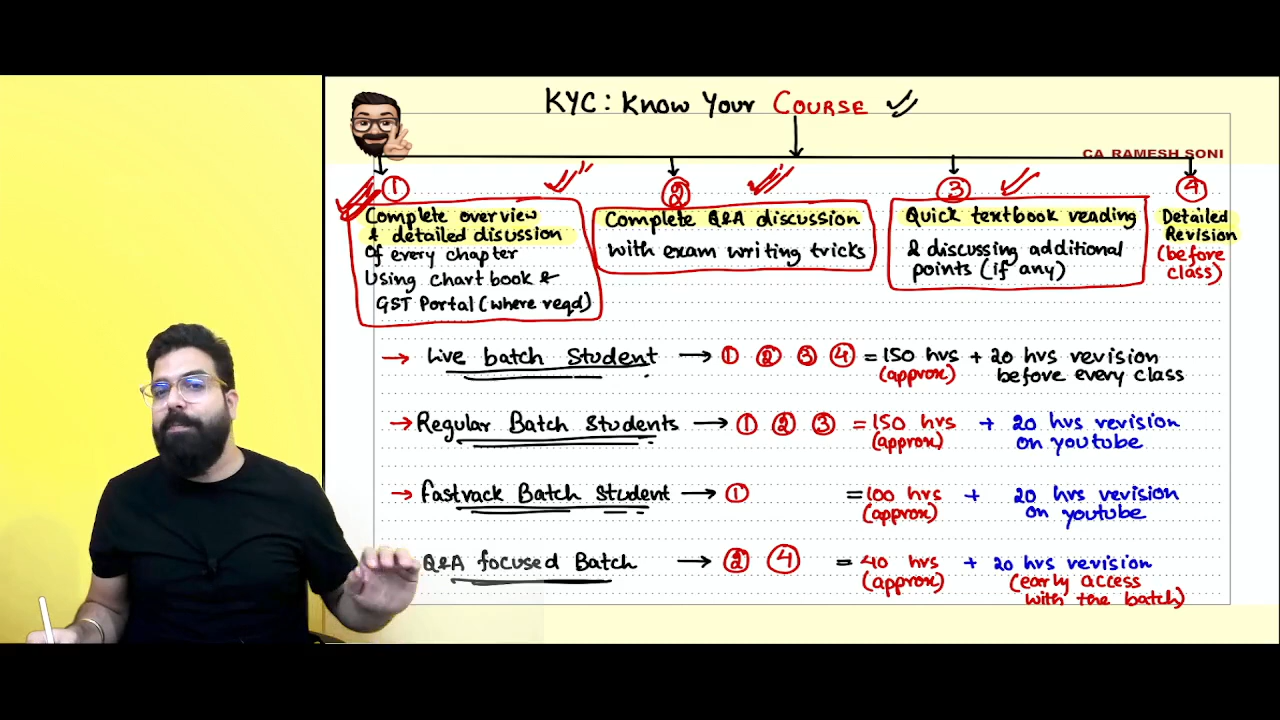 KYC: Know Your COURSE
CA RAMESH SONI
1
Complete overview
& detailed disussion
Of every chapter
Using chart book &
GST Portal (where reqd)
2
Complete Q&A discussion
with exam writing tricks
3
Quick textbook reading
& discussing additional
points (if any)
4
Detailed
Revision
(before
class)
→ Live batch Student → 1 2 3 4 = 150 hrs + 20 hrs revision
(approx) before every class
→ Regular Batch Students → 1 2 3 = 150 hrs + 20 hrs revision
(approx) on youtube
→ fastrack Batch Student → 1 = 100 hrs + 20 hrs revision
(approx) on youtube
Q&A focused Batch → 2 4 = 40 hrs + 20 hrs revision
(approx) (early access
with the batch)